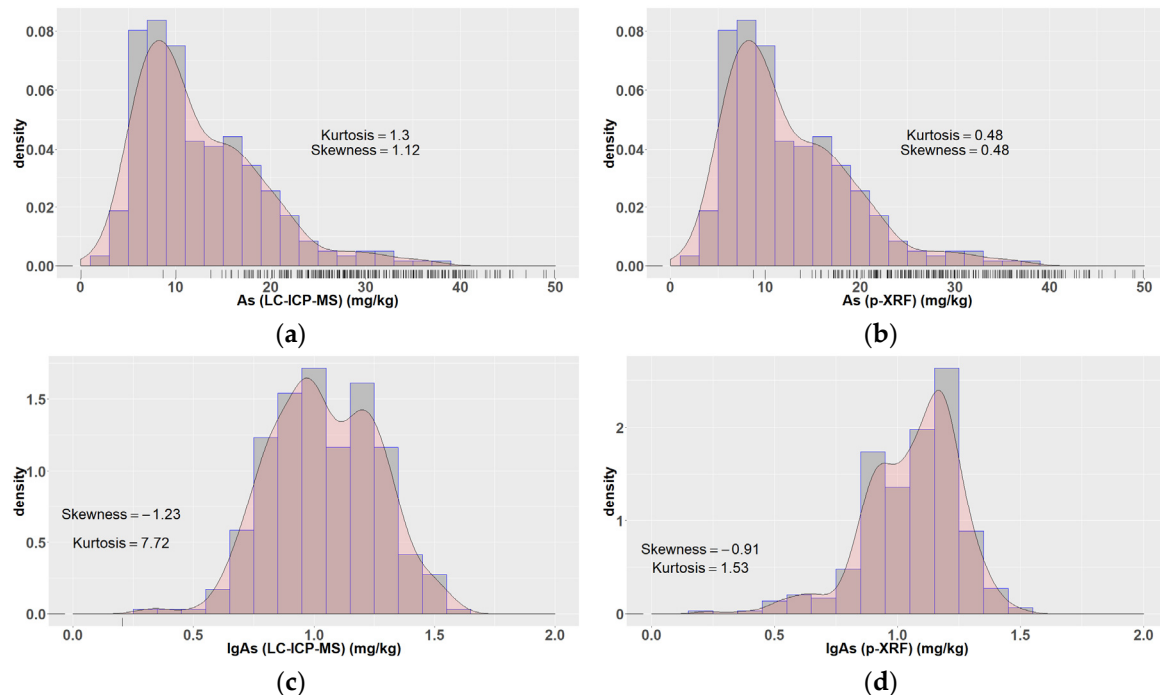 0.08
0.06
0.04
0.02
0.00
density
Kurtosis = 1.3
Skewness = 1.12
0 10 20 30 40 50
As (LC-ICP-MS) (mg/kg)
(a)
0.08
0.06
0.04
0.02
0.00
density
Kurtosis = 0.48
Skewness = 0.48
0 10 20 30 40 50
As (p-XRF) (mg/kg)
(b)
1.5
1.0
0.5
0.0
density
Skewness = −1.23
Kurtosis = 7.72
0.0 0.5 1.0 1.5 2.0
lgAs (LC-ICP-MS) (mg/kg)
(c)
2
1
0
density
Skewness = −0.91
Kurtosis = 1.53
0.0 0.5 1.0 1.5 2.0
lgAs (p-XRF) (mg/kg)
(d)